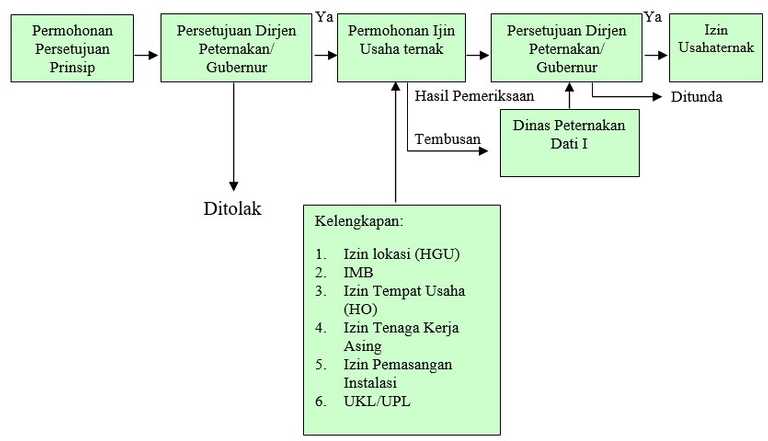 Permohonan
Persetujuan
Prinsip
Persetujuan Dirjen
Peternakan/
Gubernur
Ya
Permohonan Ijin
Usaha ternak
Persetujuan Dirjen
Peternakan/
Gubernur
Ya
Izin
Usahaternak
Hasil Pemeriksaan
Ditunda
Tembusan
Dinas Peternakan
Dati I
Ditolak
Kelengkapan:
1. Izin lokasi (HGU)
2. IMB
3. Izin Tempat Usaha
(HO)
4. Izin Tenaga Kerja
Asing
5. Izin Pemasangan
Instalasi
6. UKL/UPL